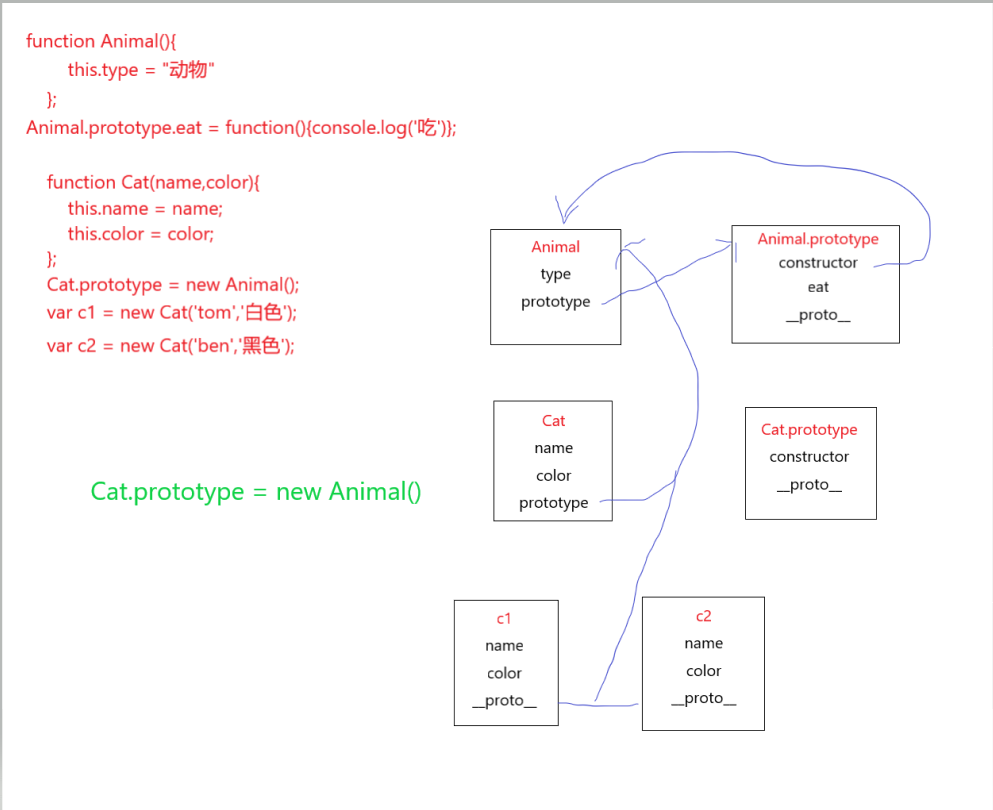 function Animal(){
this.type = "动物"
};
Animal.prototype.eat = function(){console.log('吃')};
function Cat(name,color){
this.name = name;
this.color = color;
};
Cat.prototype = new Animal();
var c1 = new Cat('tom','白色');
var c2 = new Cat('ben','黑色');
Cat.prototype = new Animal()
Animal
type
prototype
Animal.prototype
constructor
eat
__proto__
Cat
name
color
prototype
Cat.prototype
constructor
__proto__
c1
name
color
__proto__
c2
name
color
__proto__